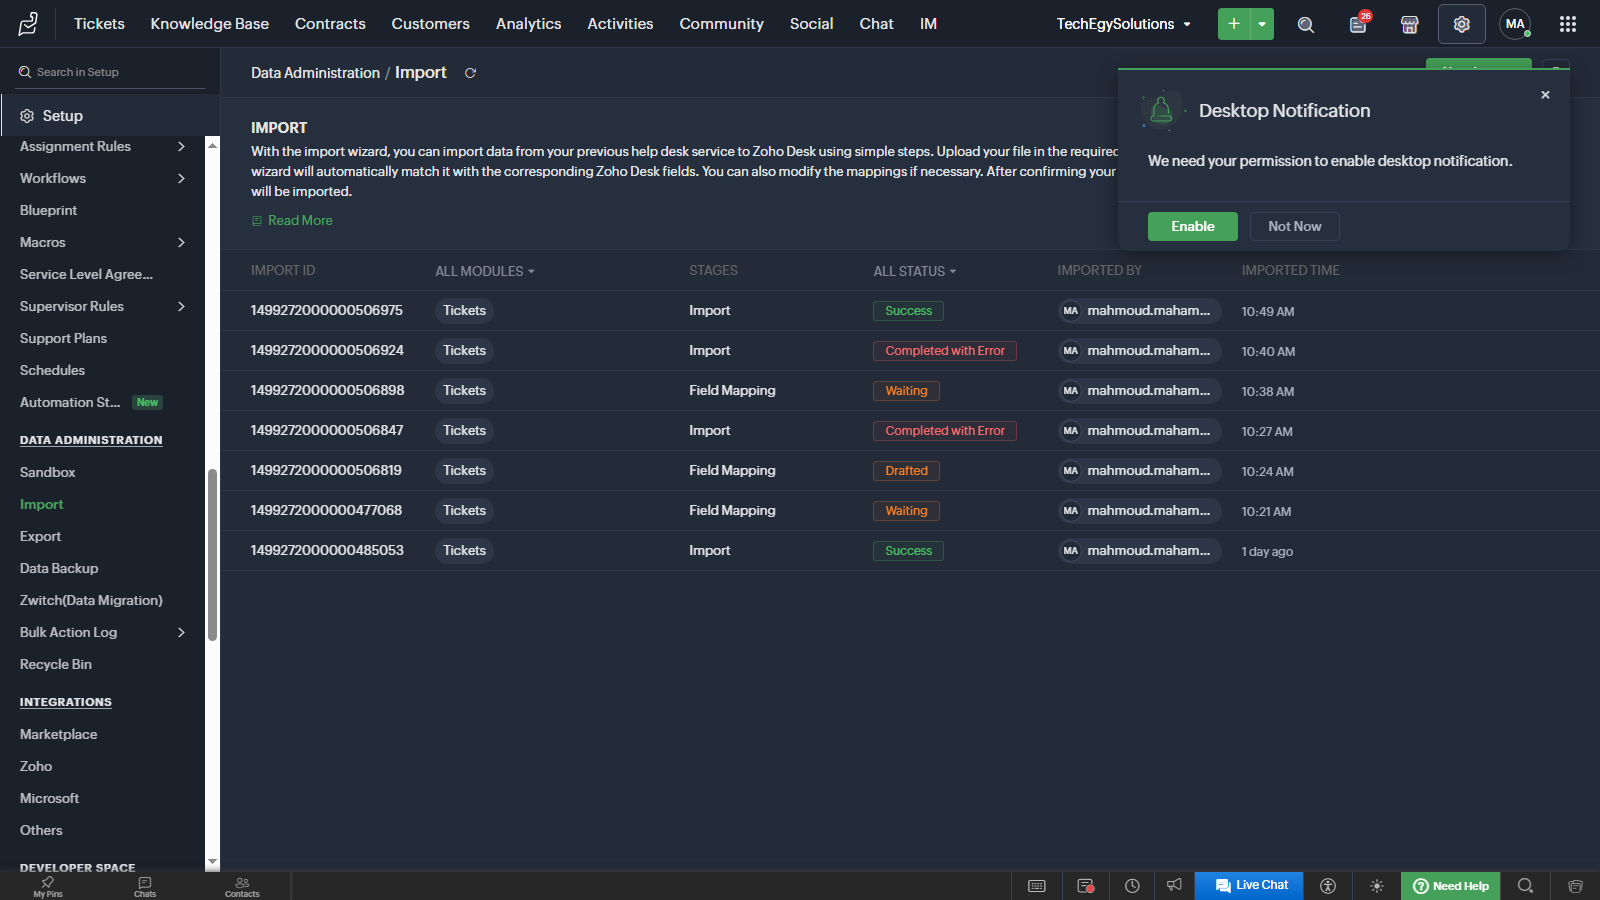 Tickets Knowledge Base Contracts Customers Analytics Activities Community Social Chat IM TechEgySolutions 26 MA
Search in Setup
Setup
Assignment Rules
Workflows
Blueprint
Macros
Service Level Agree...
Supervisor Rules
Support Plans
Schedules
Automation St... New
DATA ADMINISTRATION
Sandbox
Import
Export
Data Backup
Zwitch(Data Migration)
Bulk Action Log
Recycle Bin
INTEGRATIONS
Marketplace
Zoho
Microsoft
Others
DEVELOPER SPACE
Data Administration / Import
IMPORT
With the import wizard, you can import data from your previous help desk service to Zoho Desk using simple steps. Upload your file in the required
wizard will automatically match it with the corresponding Zoho Desk fields. You can also modify the mappings if necessary. After confirming your
will be imported.
Read More
Desktop Notification
We need your permission to enable desktop notification.
Enable Not Now
IMPORT ID ALL MODULES STAGES ALL STATUS IMPORTED BY IMPORTED TIME
1499272000000506975 Tickets Import Success MA mahmoud.maham... 10:49 AM
1499272000000506924 Tickets Import Completed with Error MA mahmoud.maham... 10:40 AM
1499272000000506898 Tickets Field Mapping Waiting MA mahmoud.maham... 10:38 AM
1499272000000506847 Tickets Import Completed with Error MA mahmoud.maham... 10:27 AM
1499272000000506819 Tickets Field Mapping Drafted MA mahmoud.maham... 10:24 AM
1499272000000477068 Tickets Field Mapping Waiting MA mahmoud.maham... 10:21 AM
1499272000000485053 Tickets Import Success MA mahmoud.maham... 1 day ago
My Pins Chats Contacts Live Chat Need Help